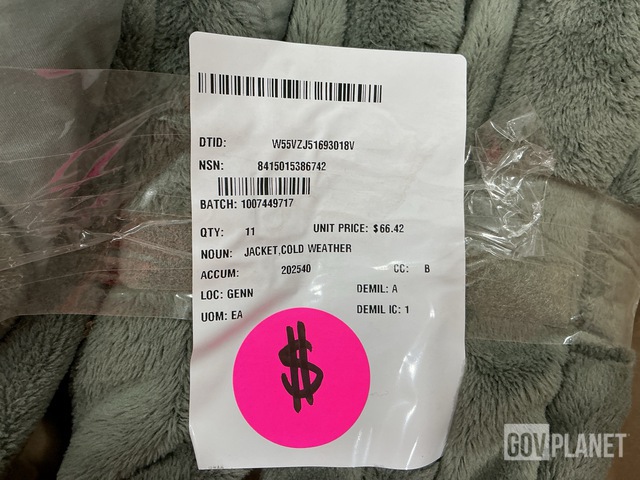 DTID: W55VZJ51693018V
NSN: 8415015386742
BATCH: 1007449717
QTY: 11 UNIT PRICE: $66.42
NOUN: JACKET,COLD WEATHER
ACCUM: 202540 CC: B
LOC: GENN DEMIL: A
UOM: EA DEMIL IC: 1
$
GOVPLANET